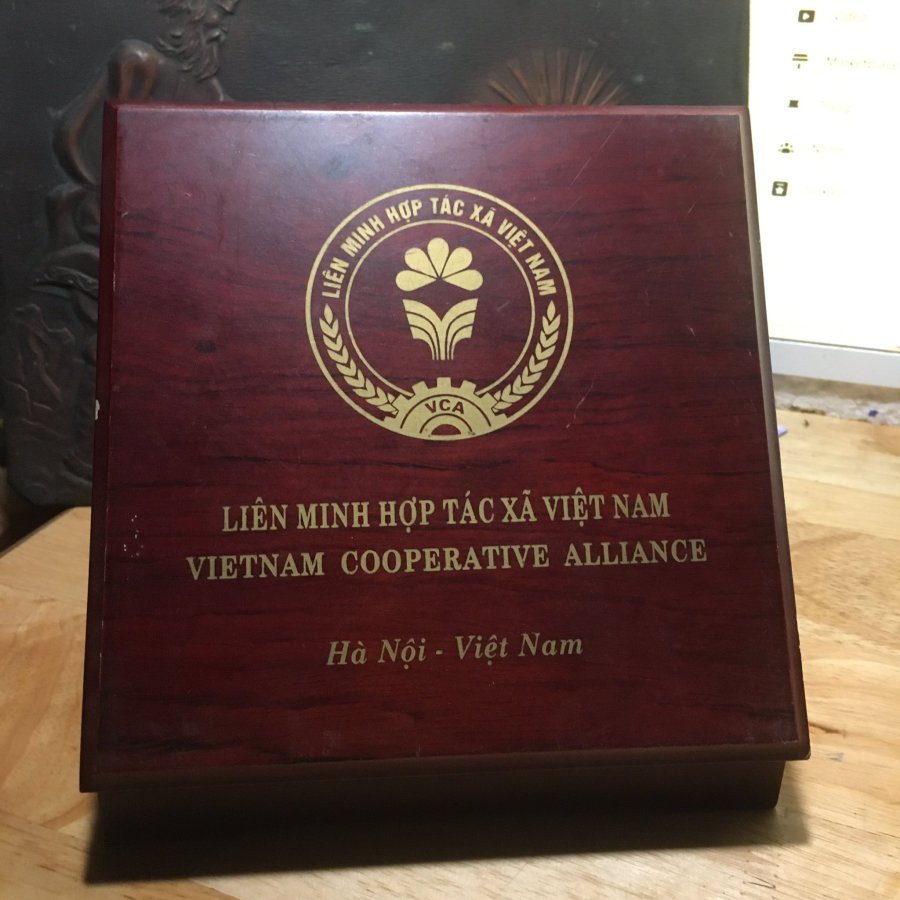 LIÊN MINH HỢP TÁC XÃ VIỆT NAM
VCA
LIÊN MINH HỢP TÁC XÃ VIỆT NAM
VIETNAM COOPERATIVE ALLIANCE
Hà Nội - Việt Nam